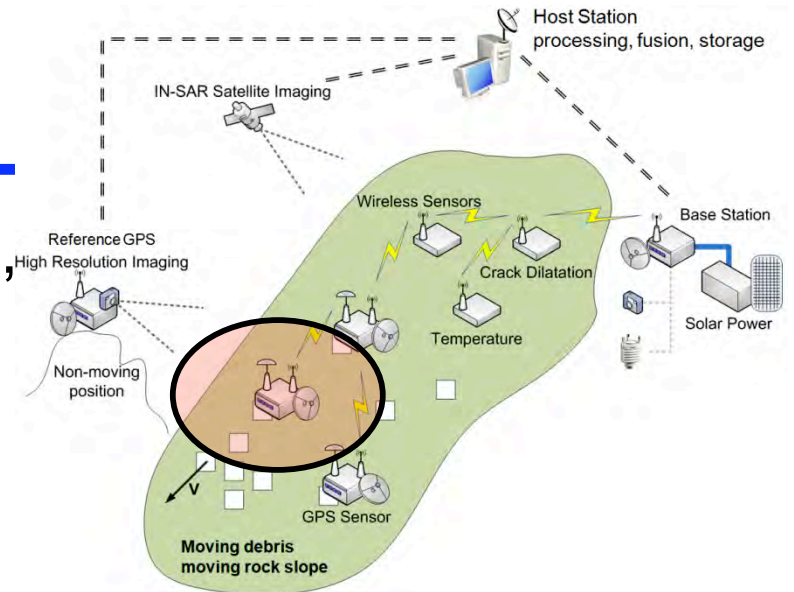 Host Station
processing, fusion, storage
IN-SAR Satellite Imaging
Wireless Sensors
Base Station
Reference GPS
High Resolution Imaging
,
Crack Dilatation
Solar Power
Temperature
Non-moving
position
v
GPS Sensor
Moving debris
moving rock slope